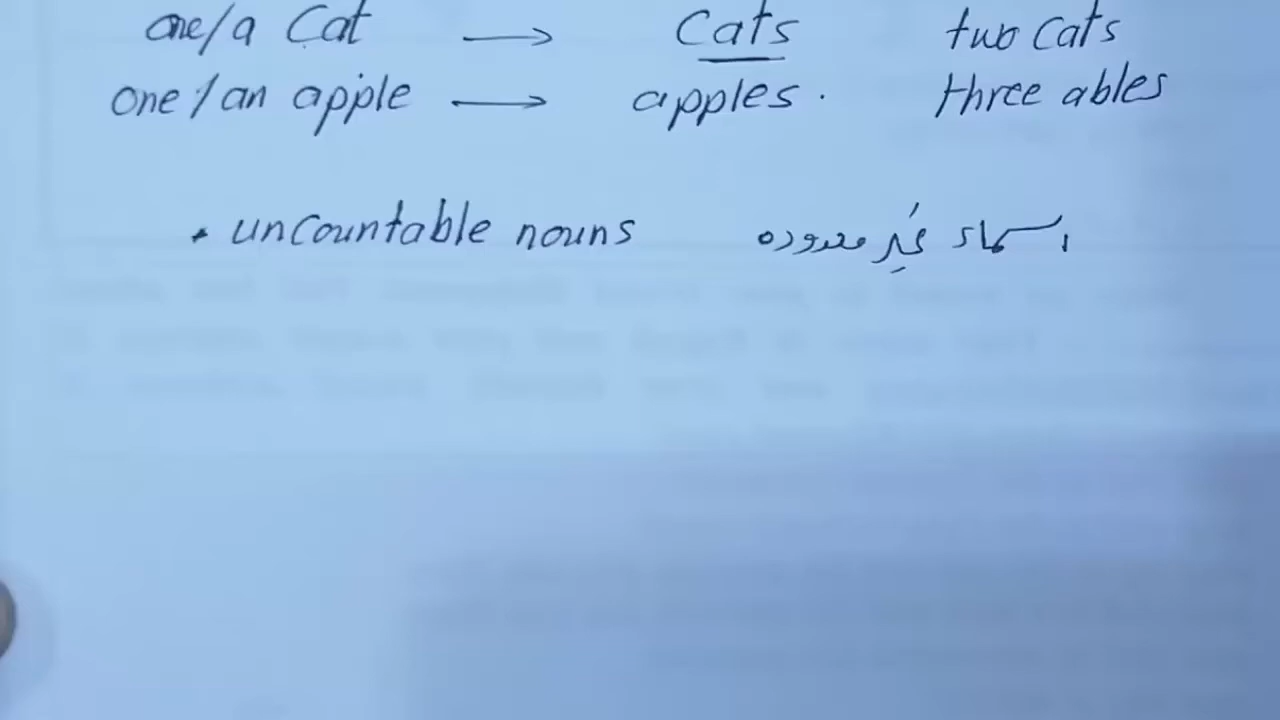 one/a Cat → Cats two Cats
one/an apple → apples. three ables
* uncountable nouns اسماء غير معدوده